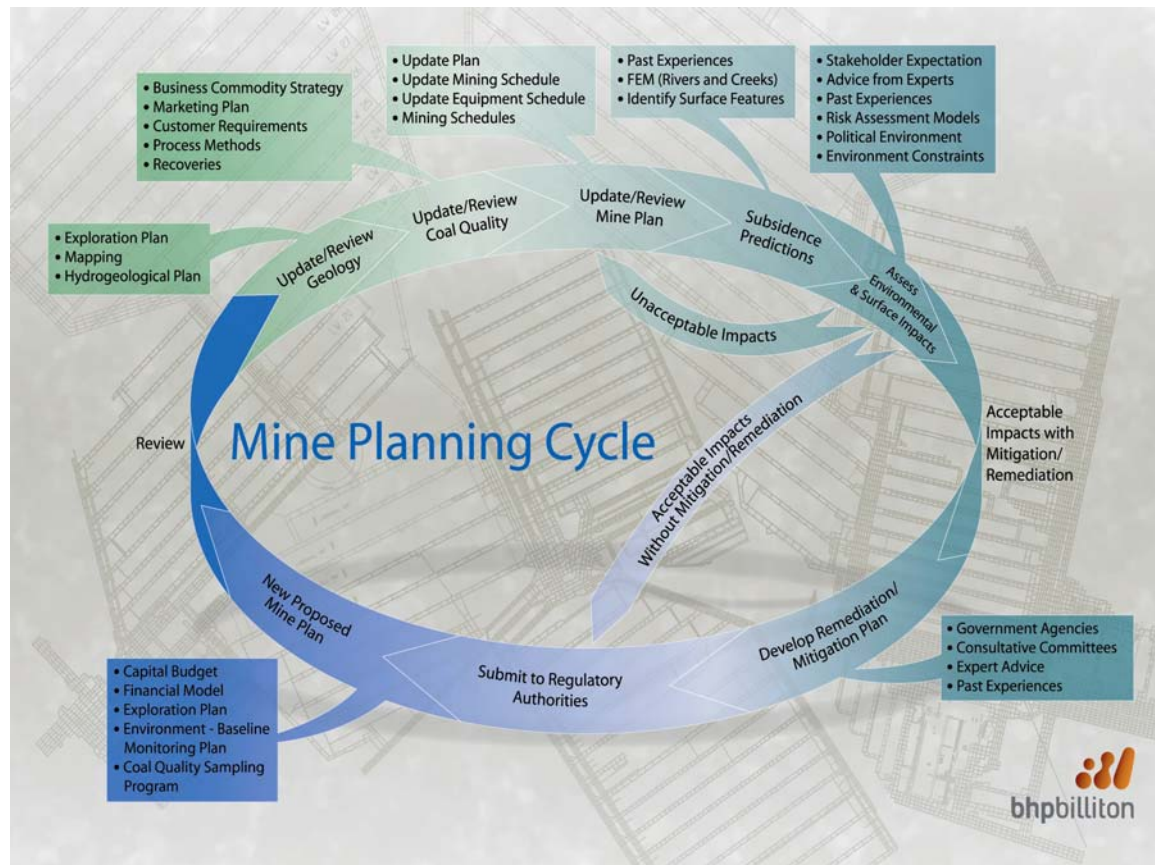 • Update Plan
• Update Mining Schedule
• Update Equipment Schedule
• Mining Schedules
• Past Experiences
• FEM (Rivers and Creeks)
• Identify Surface Features
• Stakeholder Expectation
• Advice from Experts
• Past Experiences
• Risk Assessment Models
• Political Environment
• Environment Constraints
• Business Commodity Strategy
• Marketing Plan
• Customer Requirements
• Process Methods
• Recoveries
• Exploration Plan
• Mapping
• Hydrogeological Plan
Update/Review
Geology
Update/Review
Coal Quality
Update/Review
Mine Plan
Subsidence
Predictions
Assess
Environmental
& Surface Impacts
Unacceptable Impacts
Review
Mine Planning Cycle
Acceptable Impacts
Without Mitigation/Remediation
Acceptable
Impacts with
Mitigation/
Remediation
New Proposed
Mine Plan
Submit to Regulatory
Authorities
Develop Remediation/
Mitigation Plan
• Government Agencies
• Consultative Committees
• Expert Advice
• Past Experiences
• Capital Budget
• Financial Model
• Exploration Plan
• Environment - Baseline
Monitoring Plan
• Coal Quality Sampling
Program
bhpbilliton